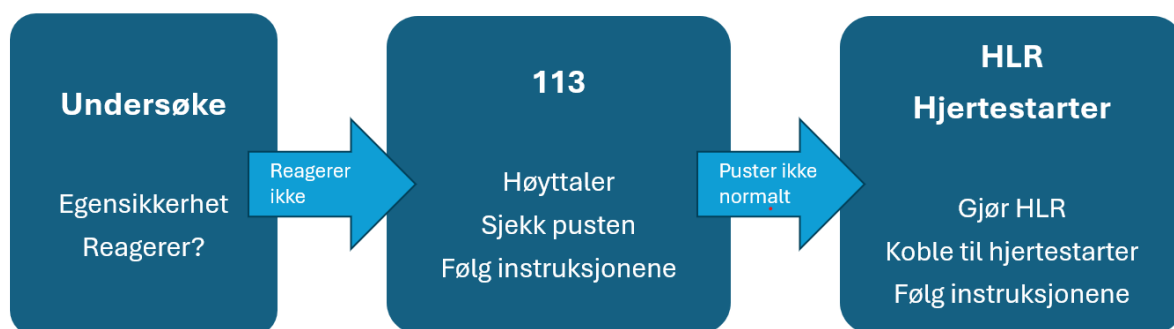 Undersøke
Egensikkerhet
Reagerer?
Reagerer
ikke
113
Høyttaler
Sjekk pusten
Følg instruksjonene
Puster ikke
normalt
HLR
Hjertestarter
Gjør HLR
Koble til hjertestarter
Følg instruksjonene